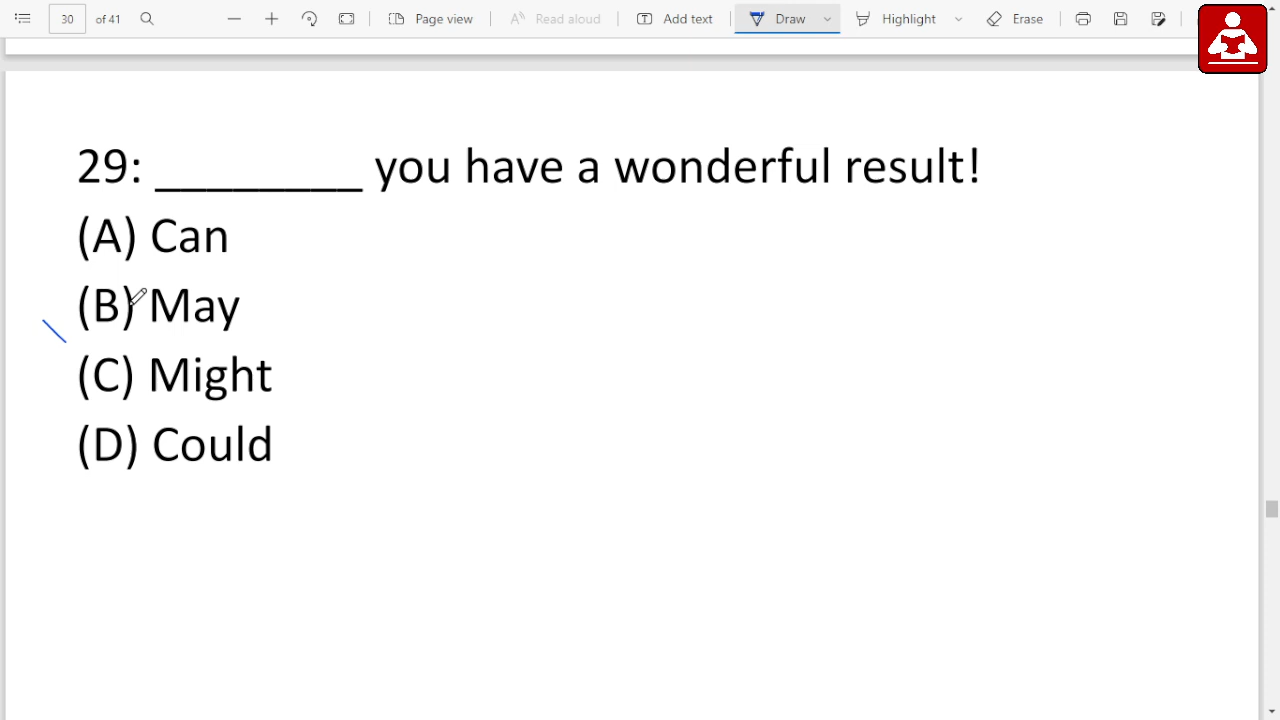 30 of 41 Page view Read aloud Add text Draw Highlight Erase
29: ________ you have a wonderful result!
(A) Can
(B) May
(C) Might
(D) Could